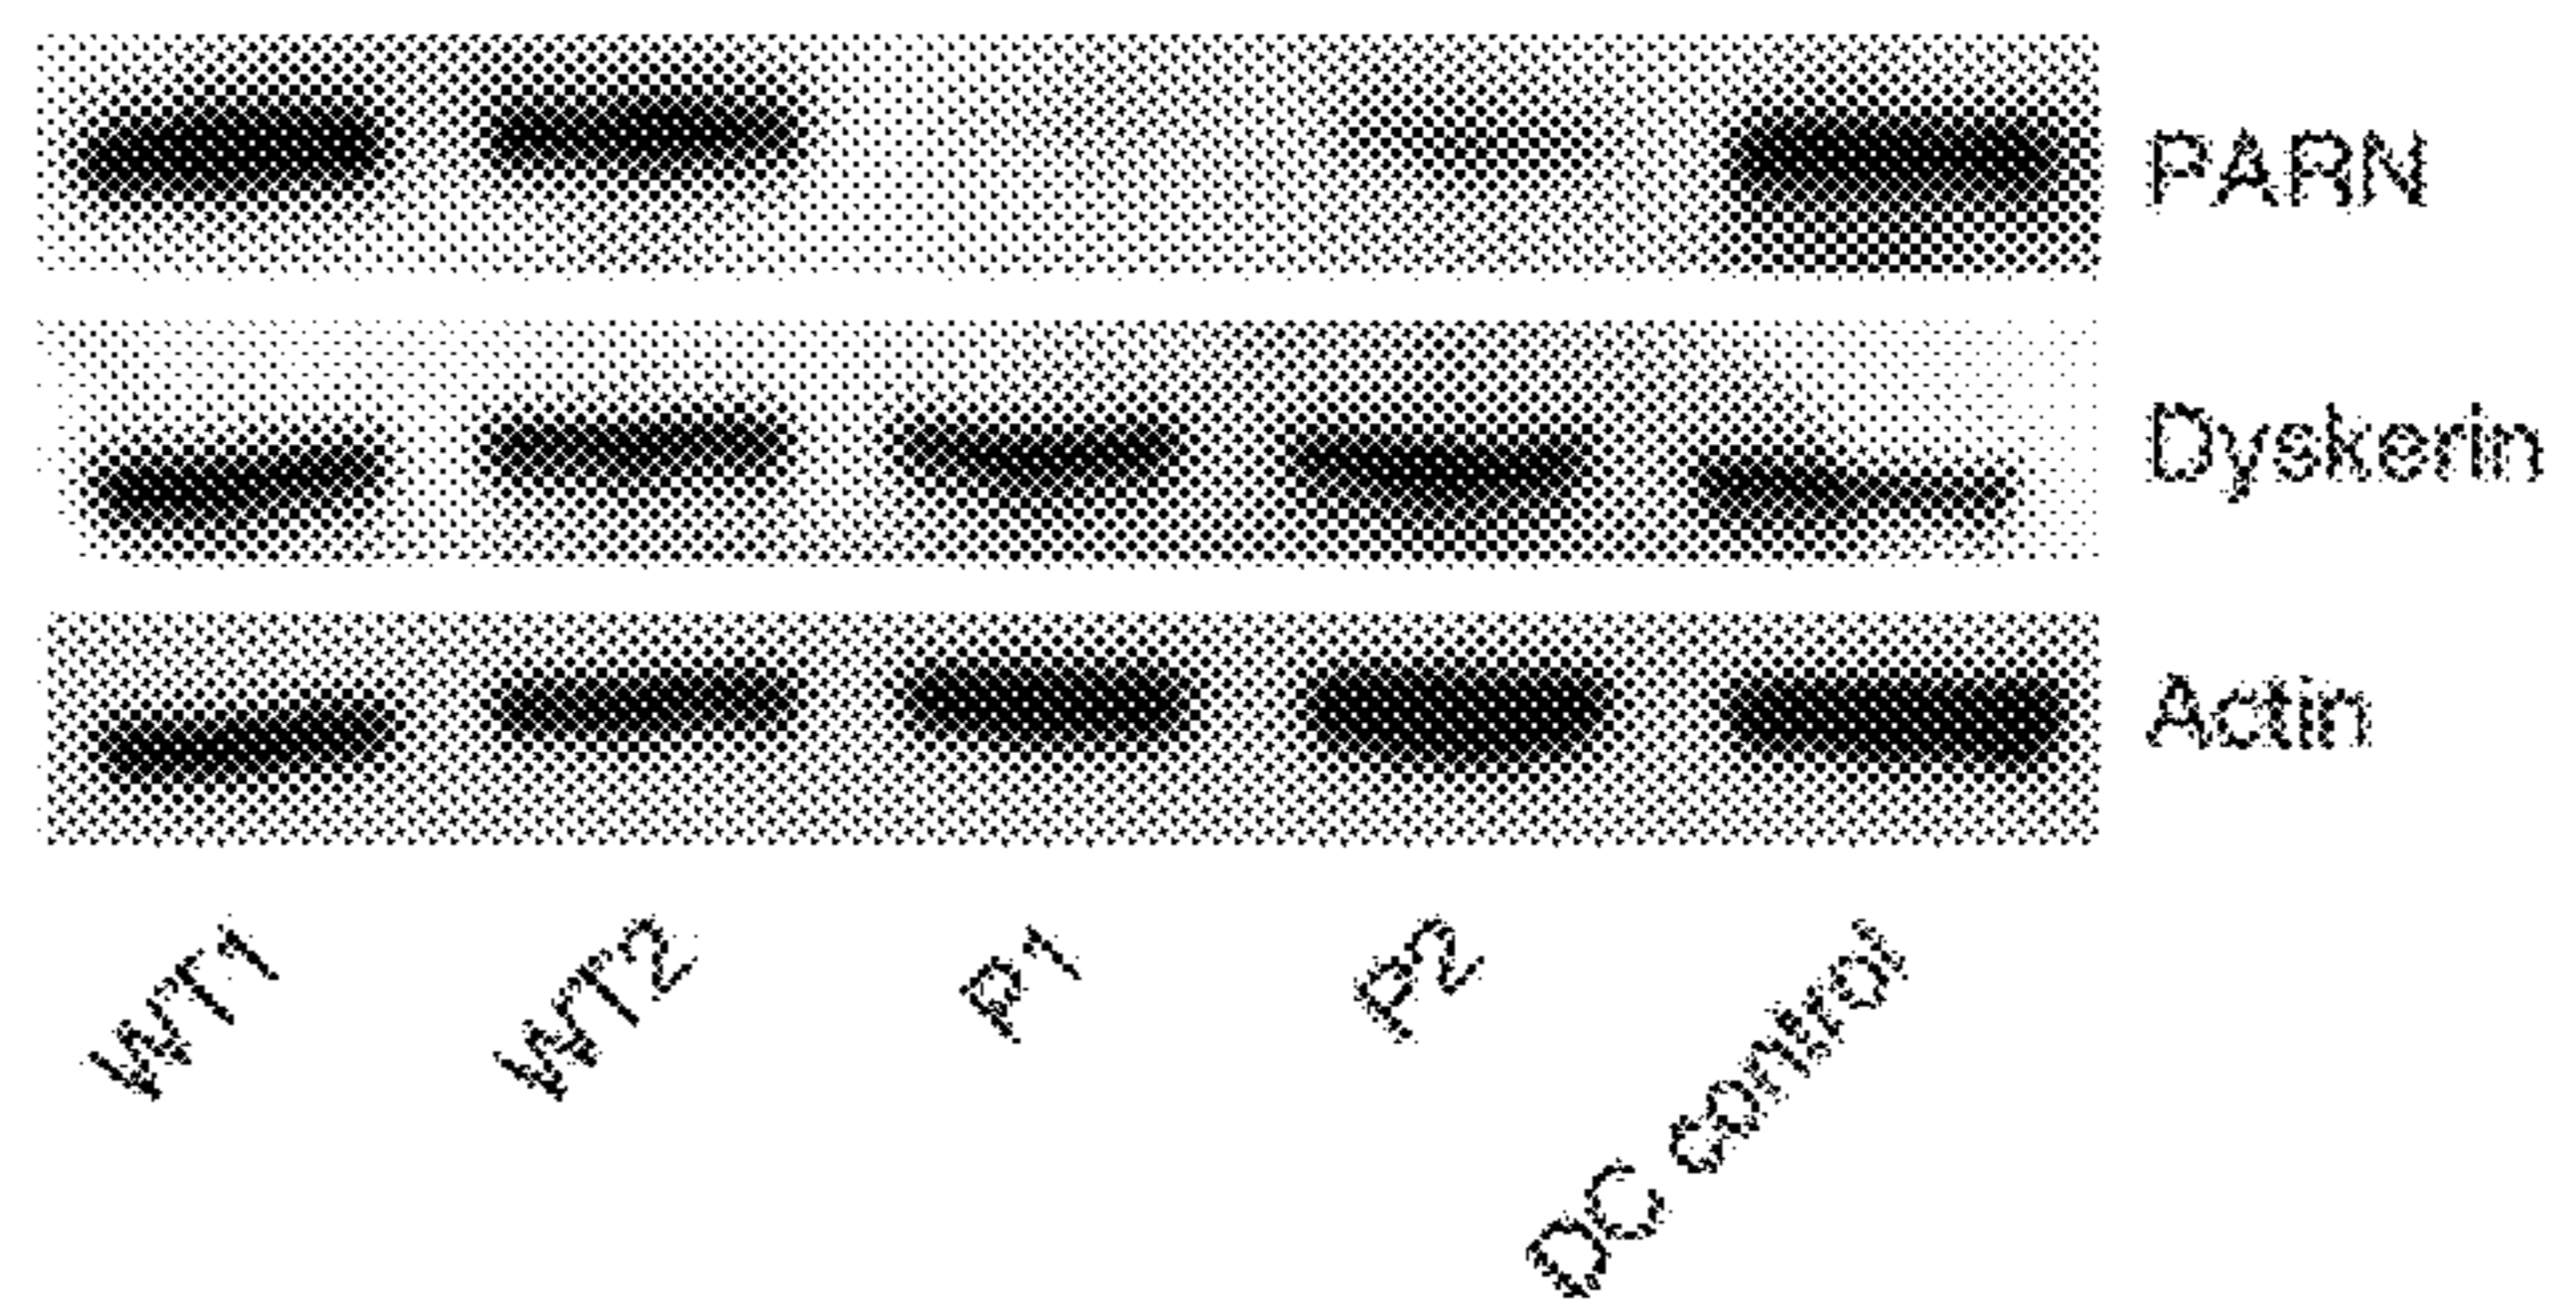 PARN
Dyskerin
Actin
WT1
WT2
P1
P2
DC control